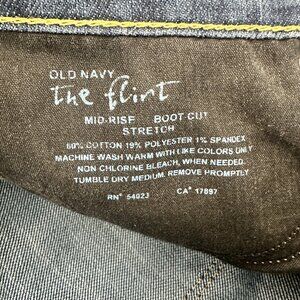 OLD NAVY
the flirt
MID-RISE BOOT CUT
STRETCH
80% COTTON 19% POLYESTER 1% SPANDEX
MACHINE WASH WARM WITH LIKE COLORS ONLY
NON CHLORINE BLEACH, WHEN NEEDED.
TUMBLE DRY MEDIUM. REMOVE PROMPTLY
RN# 54023 CA# 17897